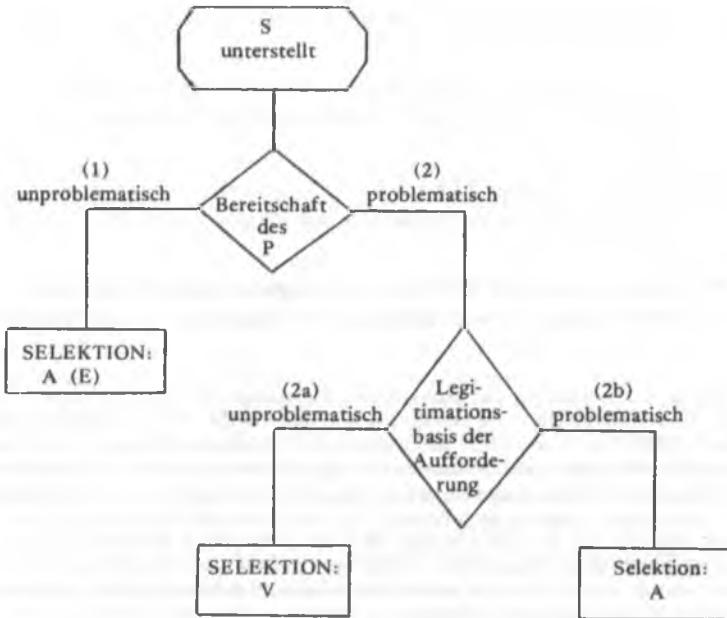 S
unterstellt
(1)
unproblematisch
(2)
problematisch
Bereitschaft
des
P
SELEKTION:
A (E)
(2a)
unproblematisch
Legi-
timations-
basis der
Aufforde-
rung
(2b)
problematisch
SELEKTION:
V
Selektion:
A